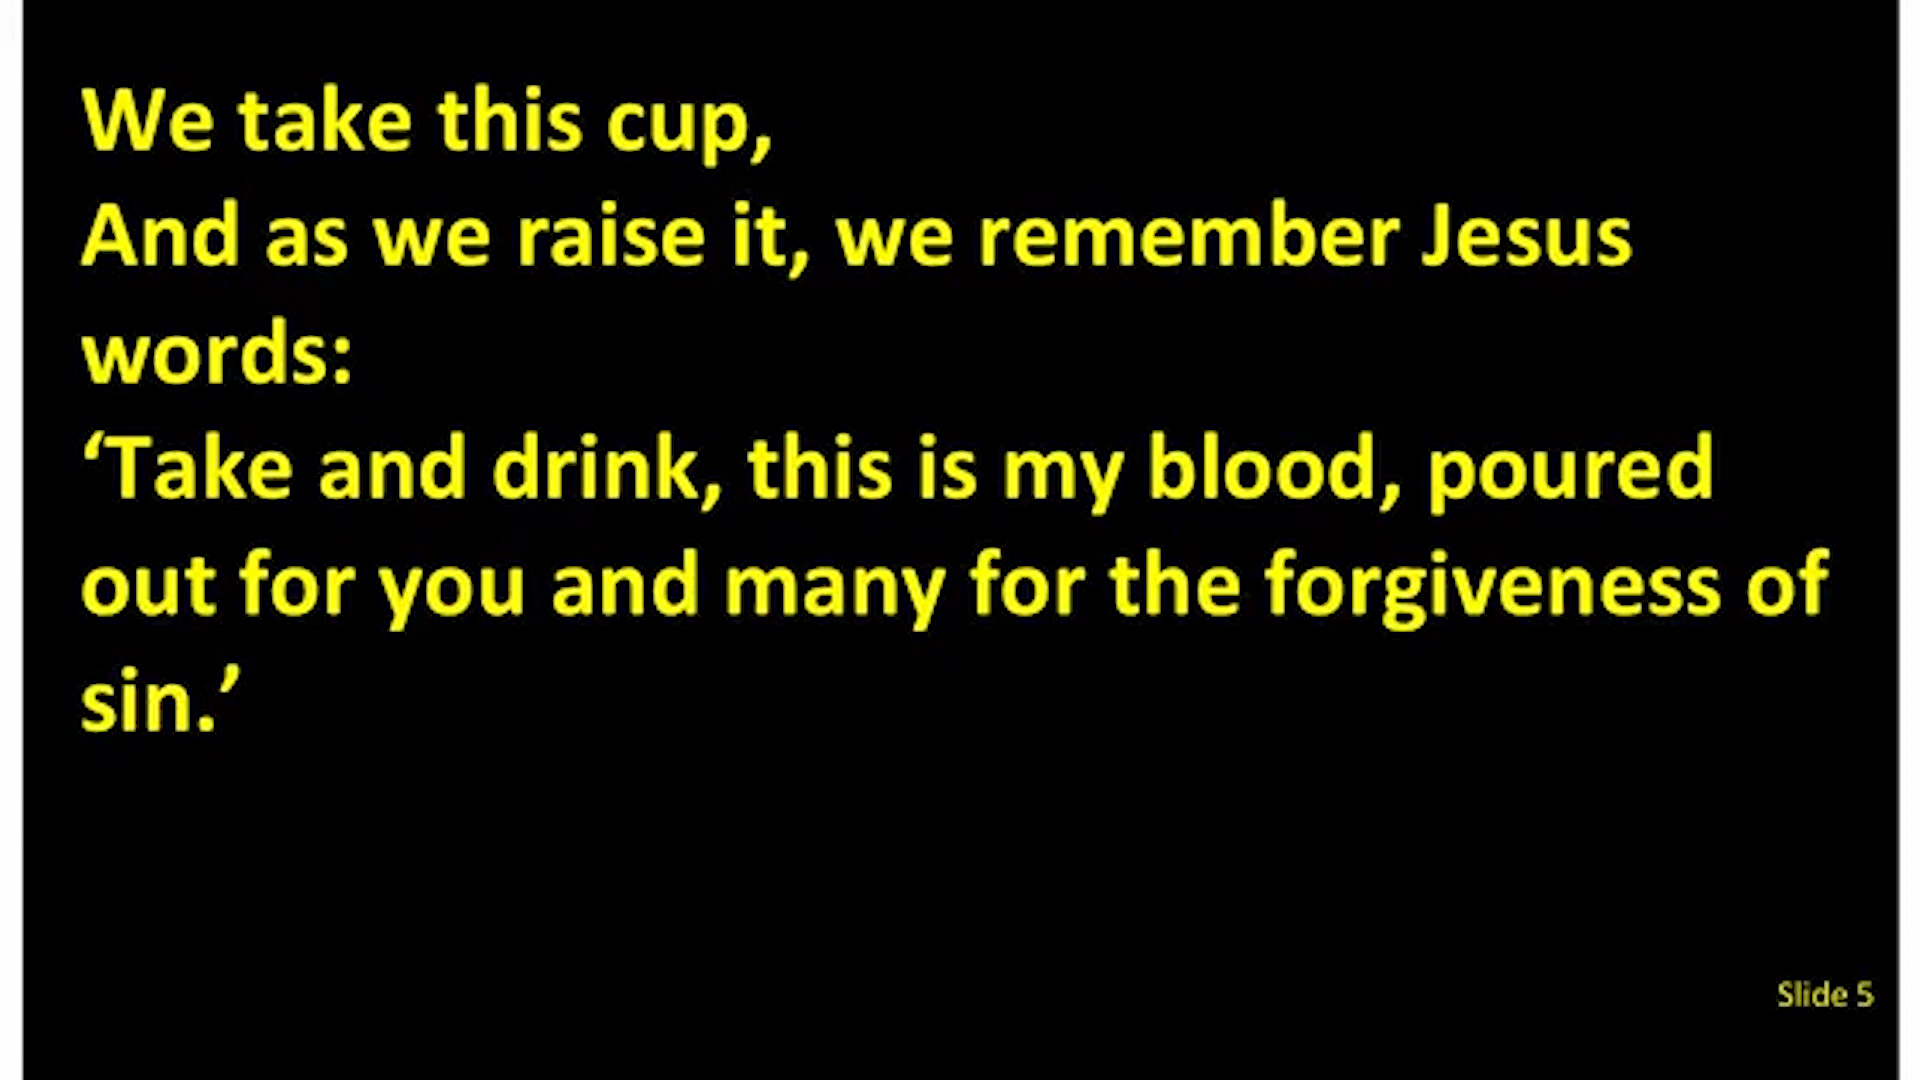 We take this cup,
And as we raise it, we remember Jesus
words:
‘Take and drink, this is my blood, poured
out for you and many for the forgiveness of
sin.’
Slide 5